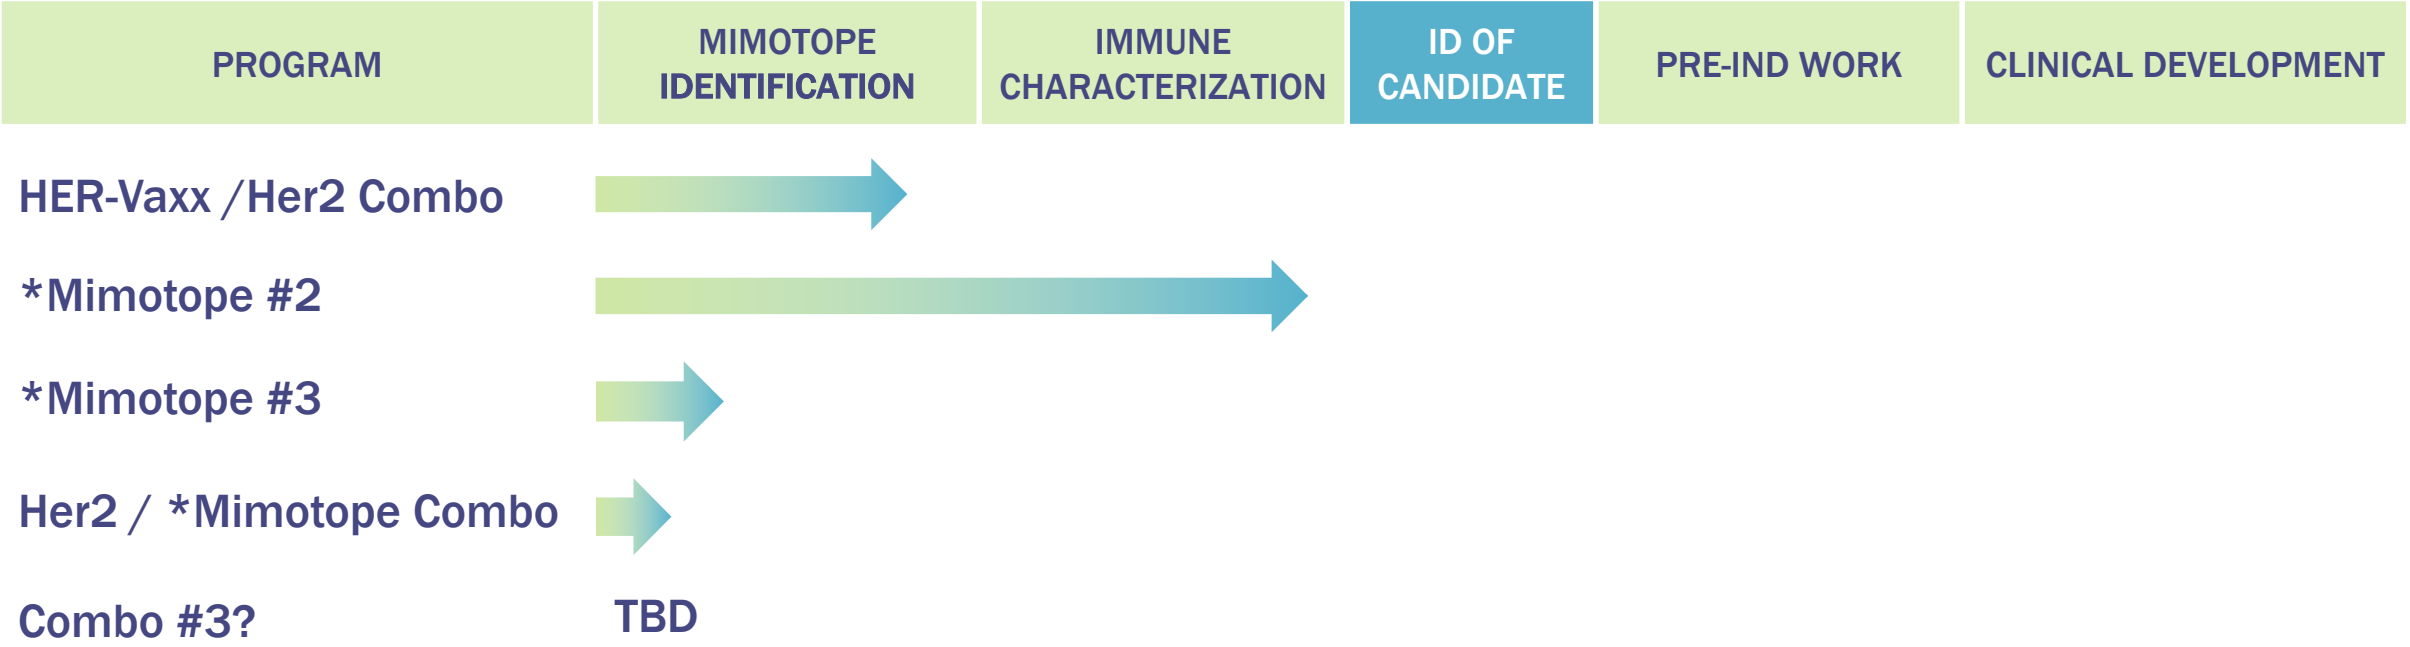 PROGRAM
MIMOTOPE
IDENTIFICATION
IMMUNE
CHARACTERIZATION
ID OF
CANDIDATE
PRE-IND WORK
CLINICAL DEVELOPMENT
HER-Vaxx /Her2 Combo
*Mimotope #2
*Mimotope #3
Her2 / *Mimotope Combo
Combo #3?
TBD